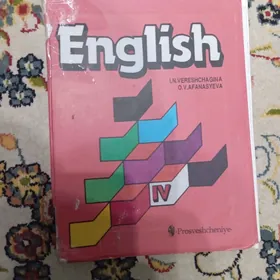 English
I.N.VERESHCHAGINA
O.V.AFANASYEVA
IV
Prosveshcheniye